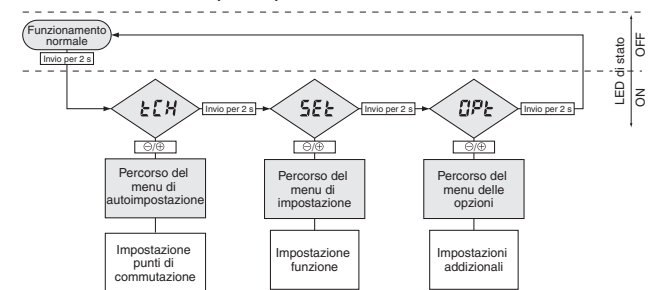 Funzionamento
normale
Invio per 2 s
tCH
Invio per 2 s
SEt
Invio per 2 s
OPt
Invio per 2 s
⊖/⊕
⊖/⊕
⊖/⊕
Percorso del
menu di
autoimpostazione
Percorso del
menu di
impostazione
Percorso del
menu delle
opzioni
Impostazione
punti di
commutazione
Impostazione
funzione
Impostazioni
addizionali
LED di stato
OFF
ON